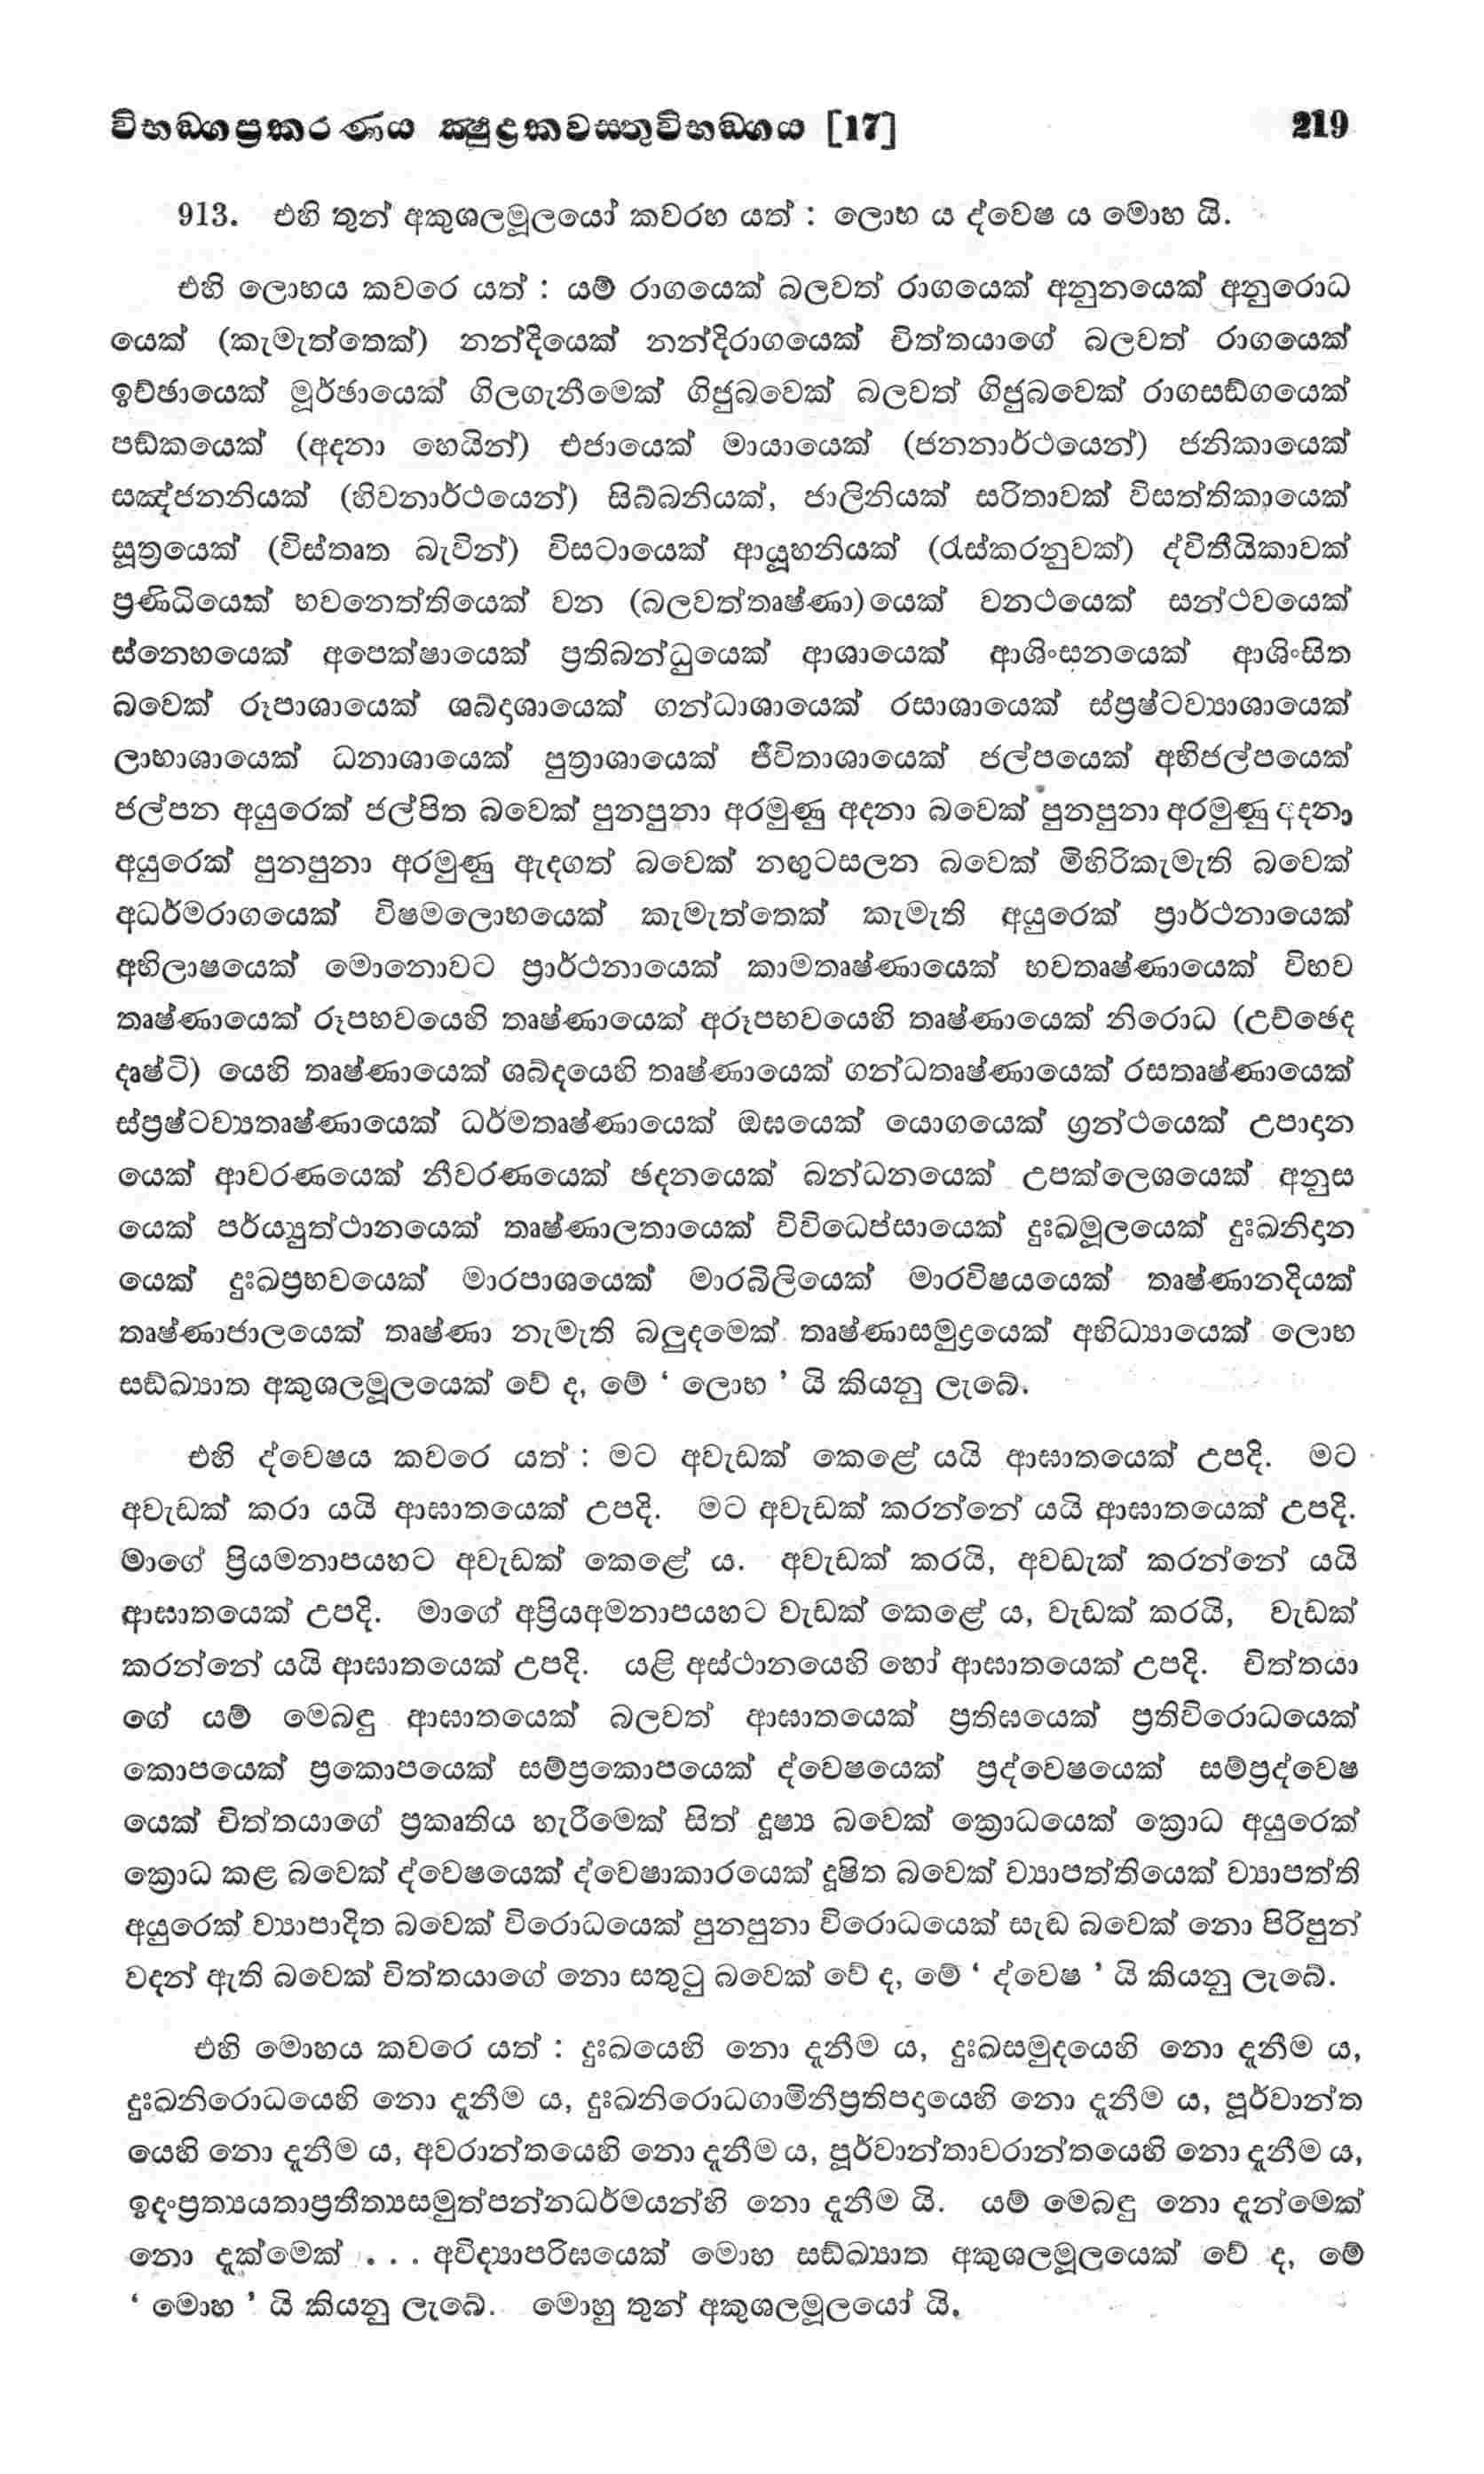 විභඞගප්‍රකරණය ක්‍ෂුද්‍රකවස්තුවිභඞගය [17] 219
913. එහි තුන් අකුශලමූලයෝ කවරහ යත් : ලොභ ය ද්වෙෂ ය මොහ යි.
එහි ලොභය කවරෙ යත් : යම් රාගයෙක් බලවත් රාගයෙක් අනුනයෙක් අනුරොධ
යෙක් (කැමැත්තෙක්) නන්දියෙක් නන්දිරාගයෙක් චිත්තයාගේ බලවත් රාගයෙක්
ඉච්ඡායෙක් මූර්ඡායෙක් ගිලගැනීමෙක් ගිජුබවෙක් බලවත් ගිජුබවෙක් රාගසඞ්ගයෙක්
පඞ්කයෙක් (අදනා හෙයින්) එජායෙක් මායායෙක් (ජනනාර්ථයෙන්) ජනිකායෙක්
සඤ්ජනනියක් (හිවනාර්ථයෙන්) සිබ්බනියක්, ජාලිනියක් සරිතාවක් විසත්තිකායෙක්
සූත්‍රයෙක් (විස්තෘත බැවින්) විසටායෙක් ආයූහනියක් (රැස්කරනුවක්) ද්විතීයිකාවක්
ප්‍රණිධියෙක් භවනෙත්තියෙක් වන (බලවත්තෘෂ්ණා)යෙක් වනථයෙක් සන්ථවයෙක්
ස්නෙහයෙක් අපෙක්ෂායෙක් ප්‍රතිබන්ධුයෙක් ආශායෙක් ආශිංසනයෙක් ආශිංසිත
බවෙක් රූපාශායෙක් ශබ්දාශායෙක් ගන්ධාශායෙක් රසාශායෙක් ස්ප්‍රෂ්ටව්‍යාශායෙක්
ලාභාශායෙක් ධනාශායෙක් පුත්‍රාශායෙක් ජීවිතාශායෙක් ජල්පයෙක් අභිජල්පයෙක්
ජල්පන අයුරෙක් ජල්පිත බවෙක් පුනපුනා අරමුණු අදනා බවෙක් පුනපුනා අරමුණු අදනා
අයුරෙක් පුනපුනා අරමුණු ඇදගත් බවෙක් නඟුටසලන බවෙක් මිහිරිකැමැති බවෙක්
අධර්මරාගයෙක් විෂමලොභයෙක් කැමැත්තෙක් කැමැති අයුරෙක් ප්‍රාර්ථනායෙක්
අභිලාෂයෙක් මොනොවට ප්‍රාර්ථනායෙක් කාමතෘෂ්ණායෙක් භවතෘෂ්ණායෙක් විභව
තෘෂ්ණායෙක් රූපභවයෙහි තෘෂ්ණායෙක් අරූපභවයෙහි තෘෂ්ණායෙක් නිරොධ (උච්ඡෙද
දෘෂ්ටි) යෙහි තෘෂ්ණායෙක් ශබ්දයෙහි තෘෂ්ණායෙක් ගන්ධතෘෂ්ණායෙක් රසතෘෂ්ණායෙක්
ස්ප්‍රෂ්ටව්‍යතෘෂ්ණායෙක් ධර්මතෘෂ්ණායෙක් ඔඝයෙක් යොගයෙක් ග්‍රන්ථයෙක් උපාදාන
යෙක් ආවරණයෙක් නීවරණයෙක් ඡදනයෙක් බන්ධනයෙක් උපක්ලෙශයෙක් අනුස
යෙක් පර්ය්‍යුත්ථානයෙක් තෘෂ්ණාලතායෙක් විවිධෙප්සායෙක් දුඃඛමූලයෙක් දුඃඛනිදාන
යෙක් දුඃඛප්‍රභවයෙක් මාරපාශයෙක් මාරබිලියෙක් මාරවිෂයයෙක් තෘෂ්ණානදියක්
තෘෂ්ණාජාලයෙක් තෘෂ්ණා නැමැති බලුදමෙක් තෘෂ්ණාසමුද්‍රයෙක් අභිධ්‍යායෙක් ලොභ
සඞ්ඛ්‍යාත අකුශලමූලයෙක් වේ ද, මේ ‘ ලොභ ’ යි කියනු ලැබේ.
එහි ද්වෙෂය කවරෙ යත් : මට අවැඩක් කෙළේ යයි ආඝාතයෙක් උපදි. මට
අවැඩක් කරා යයි ආඝාතයෙක් උපදි. මට අවැඩක් කරන්නේ යයි ආඝාතයෙක් උපදි.
මාගේ ප්‍රියමනාපයහට අවැඩක් කෙළේ ය. අවැඩක් කරයි, අවඩැක් කරන්නේ යයි
ආඝාතයෙක් උපදි. මාගේ අප්‍රියඅමනාපයහට වැඩක් කෙළේ ය, වැඩක් කරයි, වැඩක්
කරන්නේ යයි ආඝාතයෙක් උපදි. යළි අස්ථානයෙහි හෝ ආඝාතයෙක් උපදි. චිත්තයා
ගේ යම් මෙබඳු ආඝාතයෙක් බලවත් ආඝාතයෙක් ප්‍රතිඝයෙක් ප්‍රතිවිරොධයෙක්
කොපයෙක් ප්‍රකොපයෙක් සම්ප්‍රකොපයෙක් ද්වෙෂයෙක් ප්‍රද්වෙෂයෙක් සම්ප්‍රද්වෙෂ
යෙක් චිත්තයාගේ ප්‍රකෘතිය හැරීමෙක් සිත් දූෂ්‍ය බවෙක් ක්‍රොධයෙක් ක්‍රොධ අයුරෙක්
ක්‍රොධ කළ බවෙක් ද්වෙෂයෙක් ද්වෙෂාකාරයෙක් දූෂිත බවෙක් ව්‍යාපත්තියෙක් ව්‍යාපත්ති
අයුරෙක් ව්‍යාපාදිත බවෙක් විරොධයෙක් පුනපුනා විරොධයෙක් සැඬ බවෙක් නො පිරිපුන්
වදන් ඇති බවෙක් චිත්තයාගේ නො සතුටු බවෙක් වේ ද, මේ ‘ ද්වෙෂ ’ යි කියනු ලැබේ.
එහි මොහය කවරෙ යත් : දුඃඛයෙහි නො දැනීම ය, දුඃඛසමුදයෙහි නො දැනීම ය,
දුඃඛනිරොධයෙහි නො දැනීම ය, දුඃඛනිරොධගාමිනීප්‍රතිපදායෙහි නො දැනීම ය, පූර්වාන්ත
යෙහි නො දැනීම ය, අවරාන්තයෙහි නො දැනීම ය, පූර්වාන්තාවරාන්තයෙහි නො දැනීම ය,
ඉදංප්‍රත්‍යයතාප්‍රතීත්‍යසමුත්පන්නධර්මයන්හි නො දැනීම යි. යම් මෙබඳු නො දැන්මෙක්
නො දැක්මෙක් . . . අවිද්‍යාපරිඝයෙක් මොහ සඞ්ඛ්‍යාත අකුශලමූලයෙක් වේ ද, මේ
‘ මොහ ’ යි කියනු ලැබේ. මොහු තුන් අකුශලමූලයෝ යි.